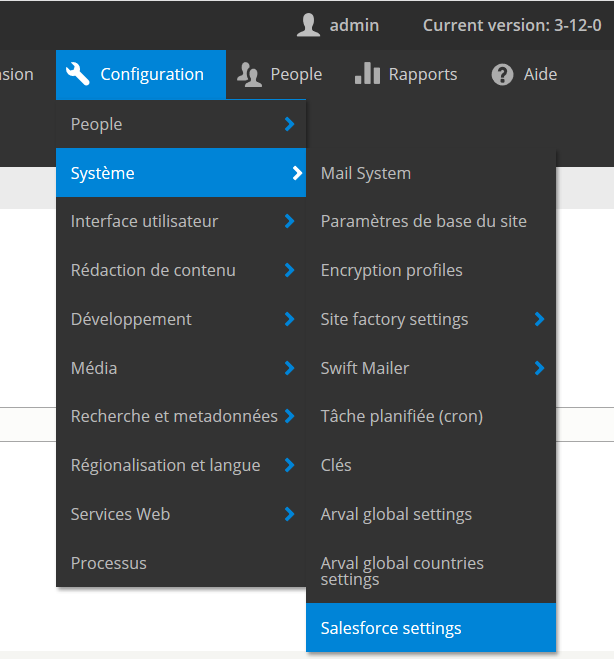 admin Current version: 3-12-0
nsion Configuration People Rapports Aide
People
Système
Interface utilisateur
Rédaction de contenu
Développement
Média
Recherche et metadonnées
Régionalisation et langue
Services Web
Processus
Mail System
Paramètres de base du site
Encryption profiles
Site factory settings
Swift Mailer
Tâche planifiée (cron)
Clés
Arval global settings
Arval global countries
settings
Salesforce settings